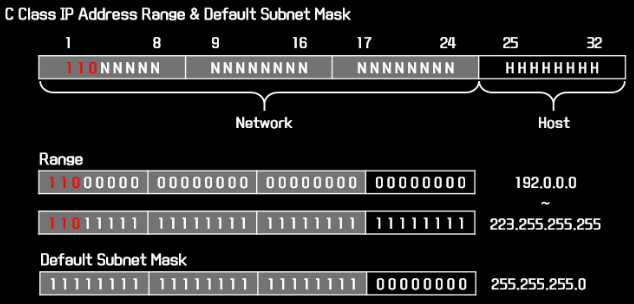 C Class IP Address Range & Default Subnet Mask
1 8 9 16 17 24 25 32
110NNNNN NNNNNNNN NNNNNNNN HHHHHHHH
Network Host
Range
11000000 00000000 00000000 00000000 192.0.0.0
~
11011111 11111111 11111111 11111111 223.255.255.255
Default Subnet Mask
11111111 11111111 11111111 00000000 255.255.255.0